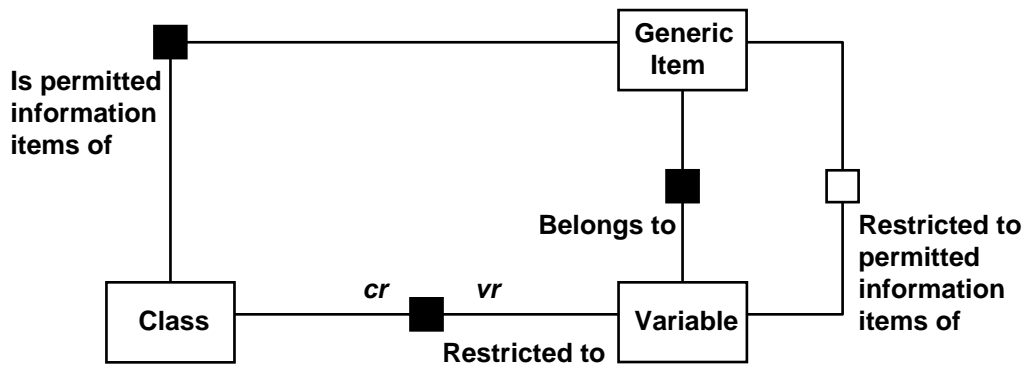 Generic
Item
Is permitted
information
items of
Belongs to
Restricted to
permitted
information
items of
Class
cr
vr
Variable
Restricted to